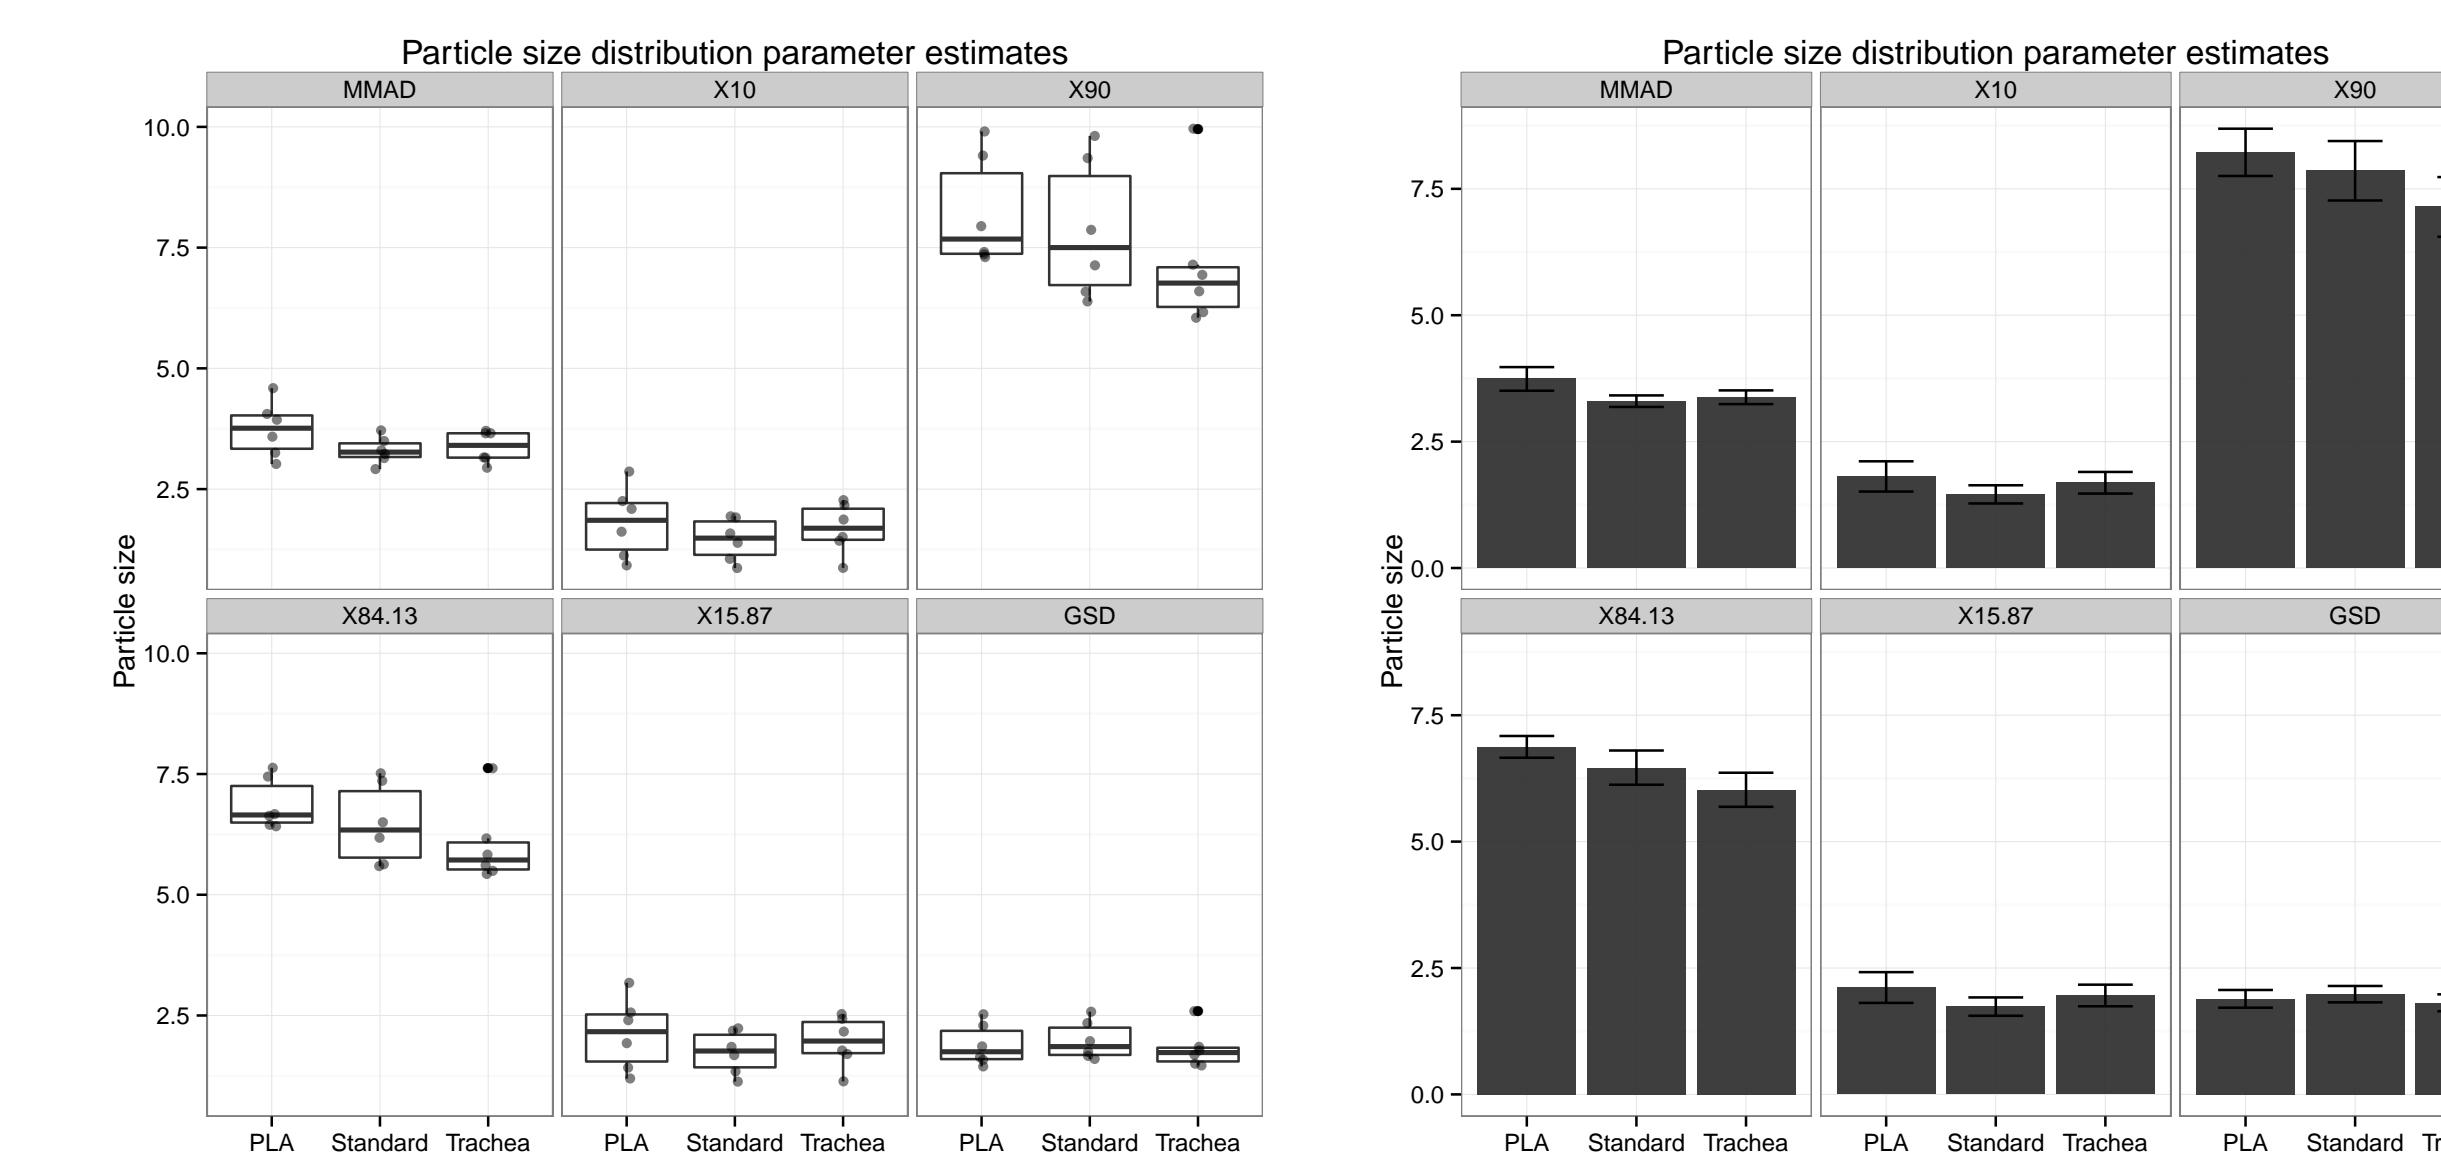 Particle size distribution parameter estimates
MMAD X10 X90
10.0
7.5
5.0
2.5
X84.13 X15.87 GSD
10.0
7.5
5.0
2.5
PLA Standard Trachea PLA Standard Trachea PLA Standard Trachea
Particle size
Particle size distribution parameter estimates
MMAD X10 X90
7.5
5.0
2.5
0.0
X84.13 X15.87 GSD
7.5
5.0
2.5
0.0
PLA Standard Trachea PLA Standard Trachea PLA Standard
Particle size